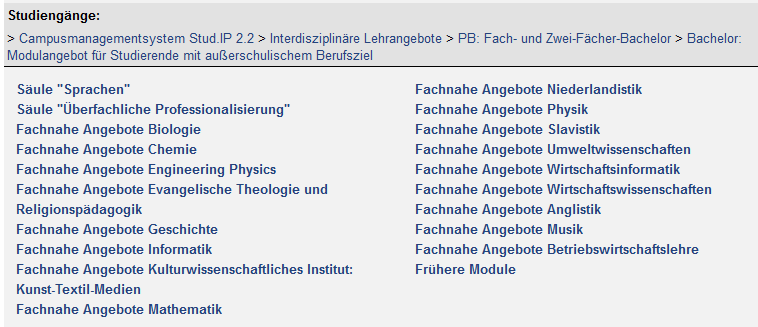 Studiengänge:
> Campusmanagementsystem Stud.IP 2.2 > Interdisziplinäre Lehrangebote > PB: Fach- und Zwei-Fächer-Bachelor > Bachelor:
Modulangebot für Studierende mit außerschulischem Berufsziel
Säule "Sprachen"
Säule "Überfachliche Professionalisierung"
Fachnahe Angebote Biologie
Fachnahe Angebote Chemie
Fachnahe Angebote Engineering Physics
Fachnahe Angebote Evangelische Theologie und
Religionspädagogik
Fachnahe Angebote Geschichte
Fachnahe Angebote Informatik
Fachnahe Angebote Kulturwissenschaftliches Institut:
Kunst-Textil-Medien
Fachnahe Angebote Mathematik
Fachnahe Angebote Niederlandistik
Fachnahe Angebote Physik
Fachnahe Angebote Slavistik
Fachnahe Angebote Umweltwissenschaften
Fachnahe Angebote Wirtschaftsinformatik
Fachnahe Angebote Wirtschaftswissenschaften
Fachnahe Angebote Anglistik
Fachnahe Angebote Musik
Fachnahe Angebote Betriebswirtschaftslehre
Frühere Module